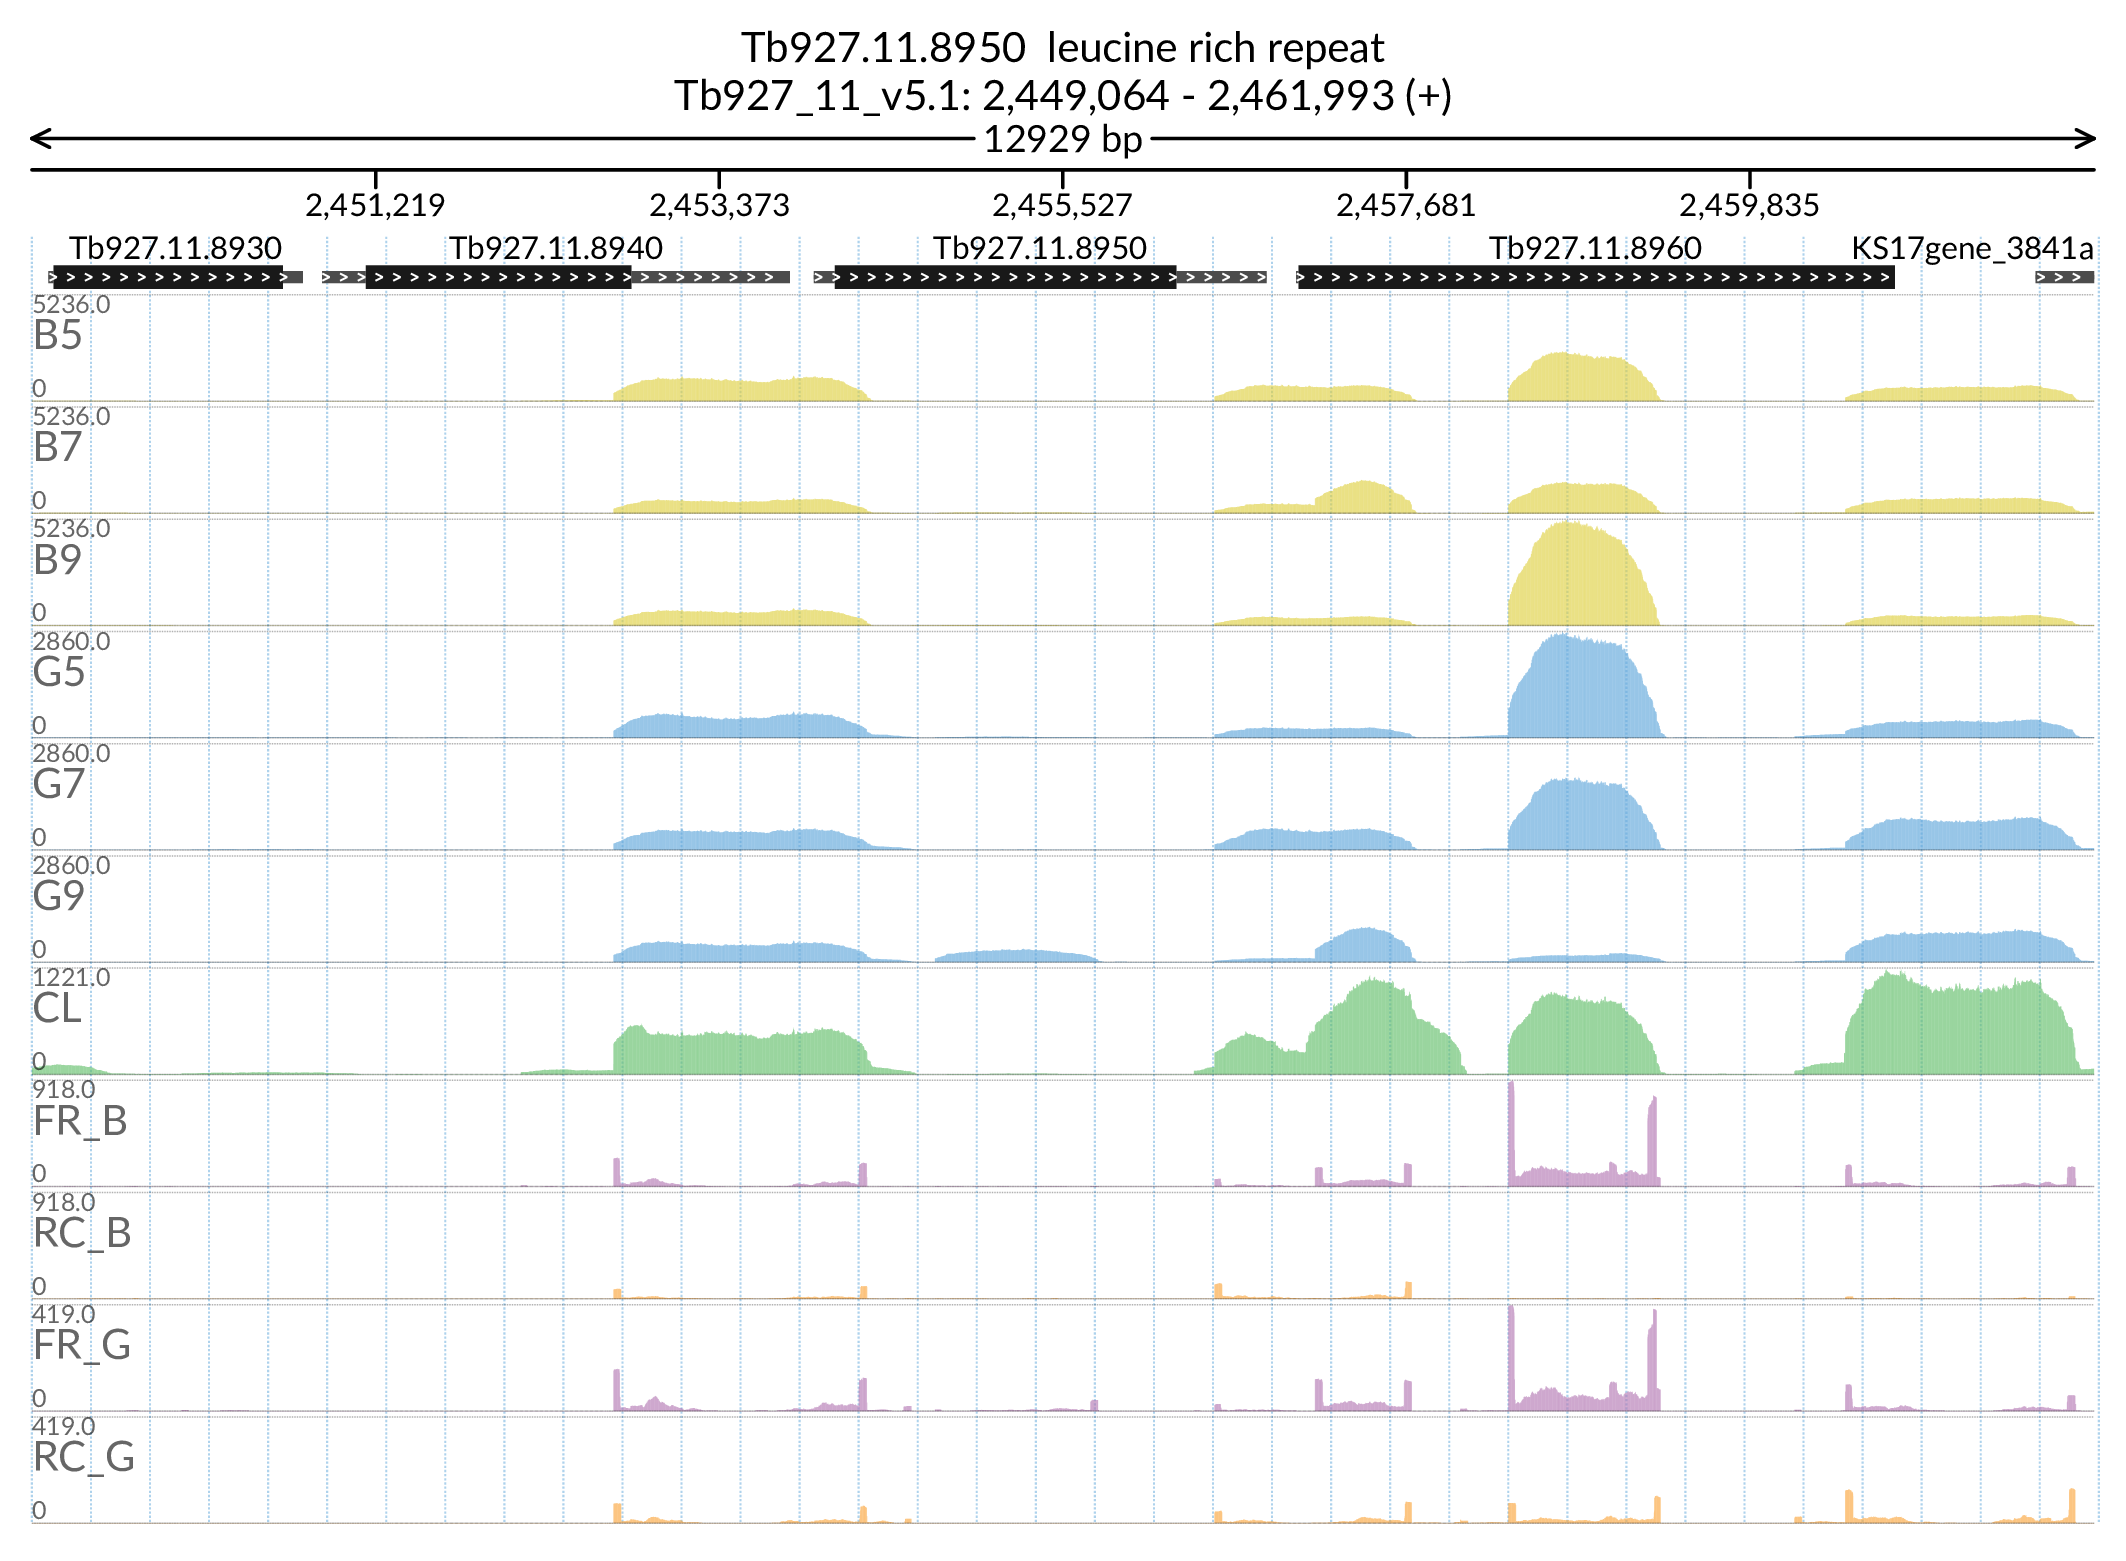 Tb927.11.8950  leucine rich repeat
Tb927_11_v5.1: 2,449,064 - 2,461,993 (+)
12929 bp
2,451,219 2,453,373 2,455,527 2,457,681 2,459,835
Tb927.11.8930 Tb927.11.8940 Tb927.11.8950 Tb927.11.8960 KS17gene_3841a
5236.0
B5
0
5236.0
B7
0
5236.0
B9
0
2860.0
G5
0
2860.0
G7
0
2860.0
G9
0
1221.0
CL
0
918.0
FR_B
0
918.0
RC_B
0
419.0
FR_G
0
419.0
RC_G
0